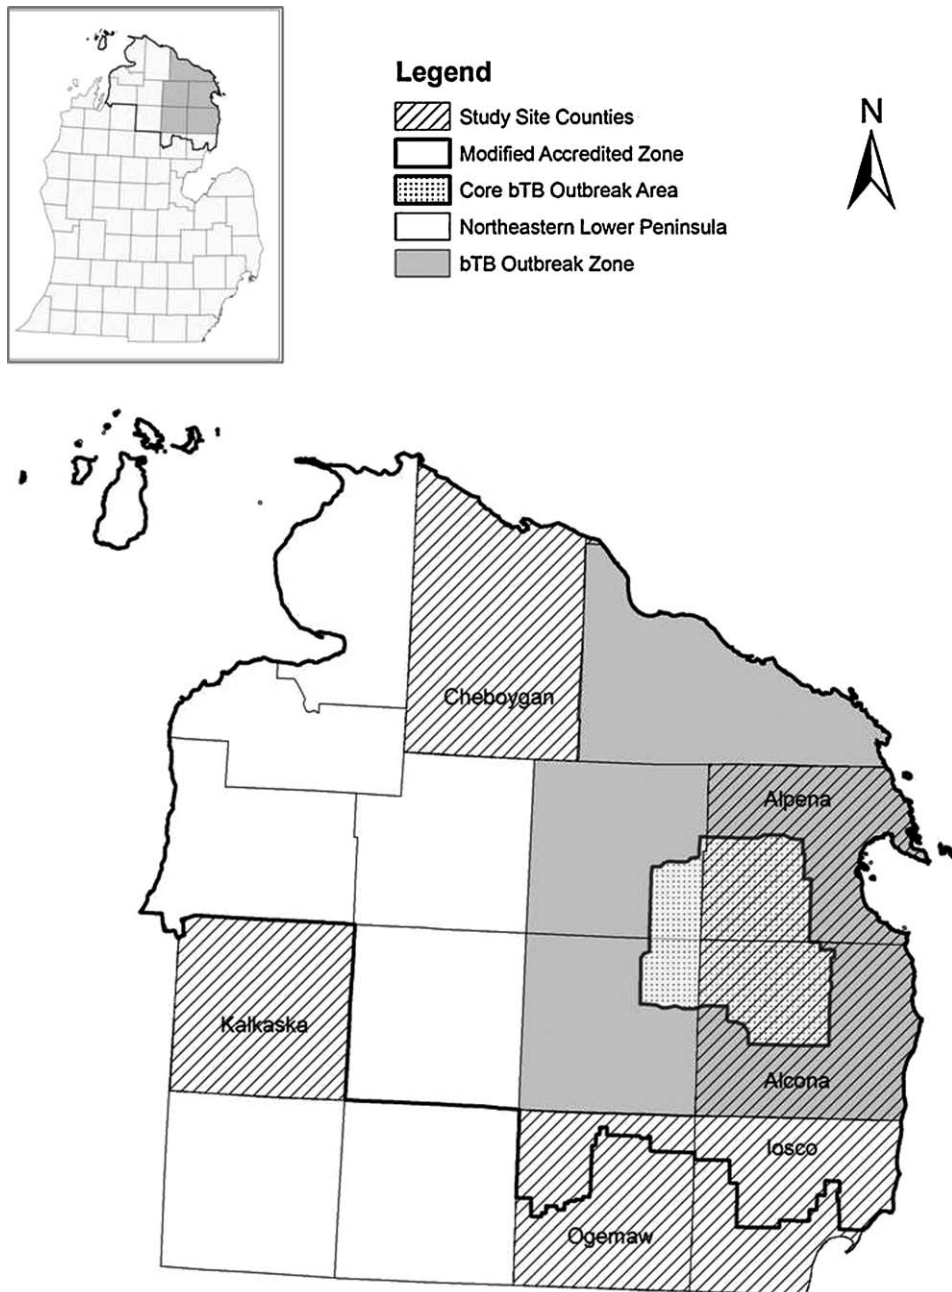 Legend
Study Site Counties
Modified Accredited Zone
Core bTB Outbreak Area
Northeastern Lower Peninsula
bTB Outbreak Zone
N
Cheboygan
Alpena
Kalkaska
Alcona
Iosco
Ogemaw